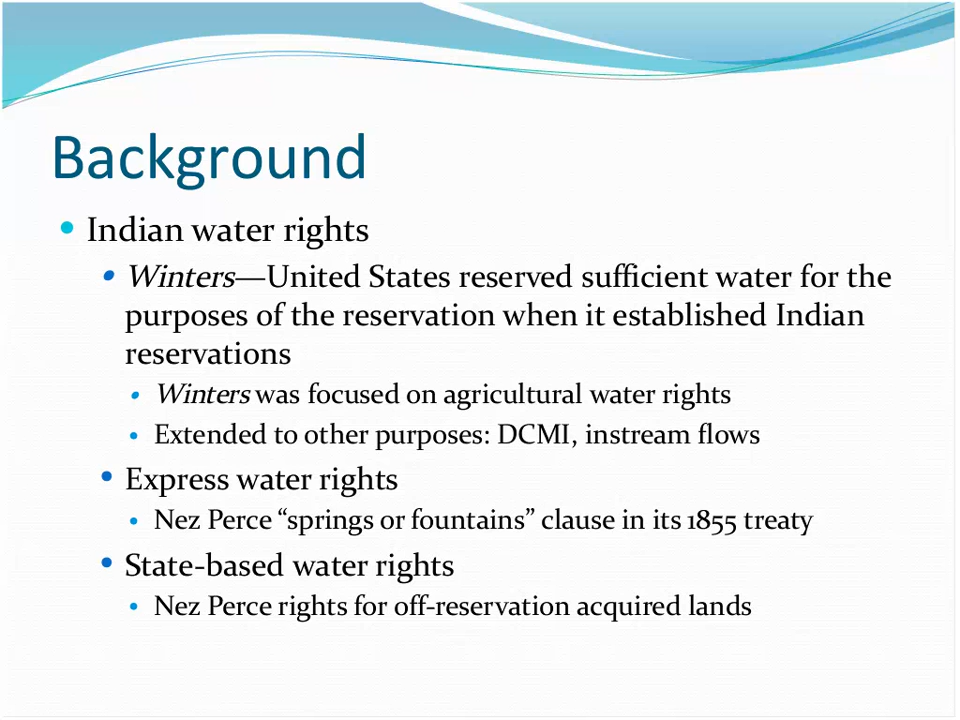 Background
Indian water rights
Winters—United States reserved sufficient water for the
purposes of the reservation when it established Indian
reservations
Winters was focused on agricultural water rights
Extended to other purposes: DCMI, instream flows
Express water rights
Nez Perce “springs or fountains” clause in its 1855 treaty
State-based water rights
Nez Perce rights for off-reservation acquired lands